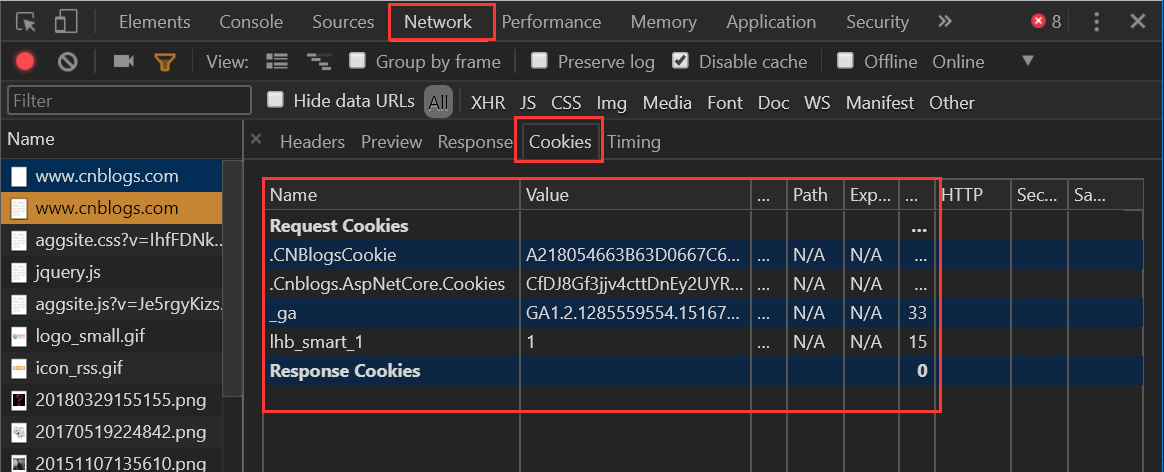 Elements Console Sources Network Performance Memory Application Security » 8
View: Group by frame Preserve log Disable cache Offline Online
Filter Hide data URLs All XHR JS CSS Img Media Font Doc WS Manifest Other
Name
× Headers Preview Response Cookies Timing
www.cnblogs.com
www.cnblogs.com
aggsite.css?v=IhfFDNk...
jquery.js
aggsite.js?v=Je5rgyKizs...
logo_small.gif
icon_rss.gif
20180329155155.png
20170519224842.png
20151107135610.png
Name Value ... Path Exp... ... HTTP Sec... Sa...
Request Cookies ...
.CNBlogsCookie A218054663B63D0667C6... ... N/A N/A ...
.Cnblogs.AspNetCore.Cookies CfDJ8Gf3jjv4cttDnEy2UYR... ... N/A N/A ...
_ga GA1.2.1285559554.15167... ... N/A N/A 33
lhb_smart_1 1 ... N/A N/A 15
Response Cookies 0